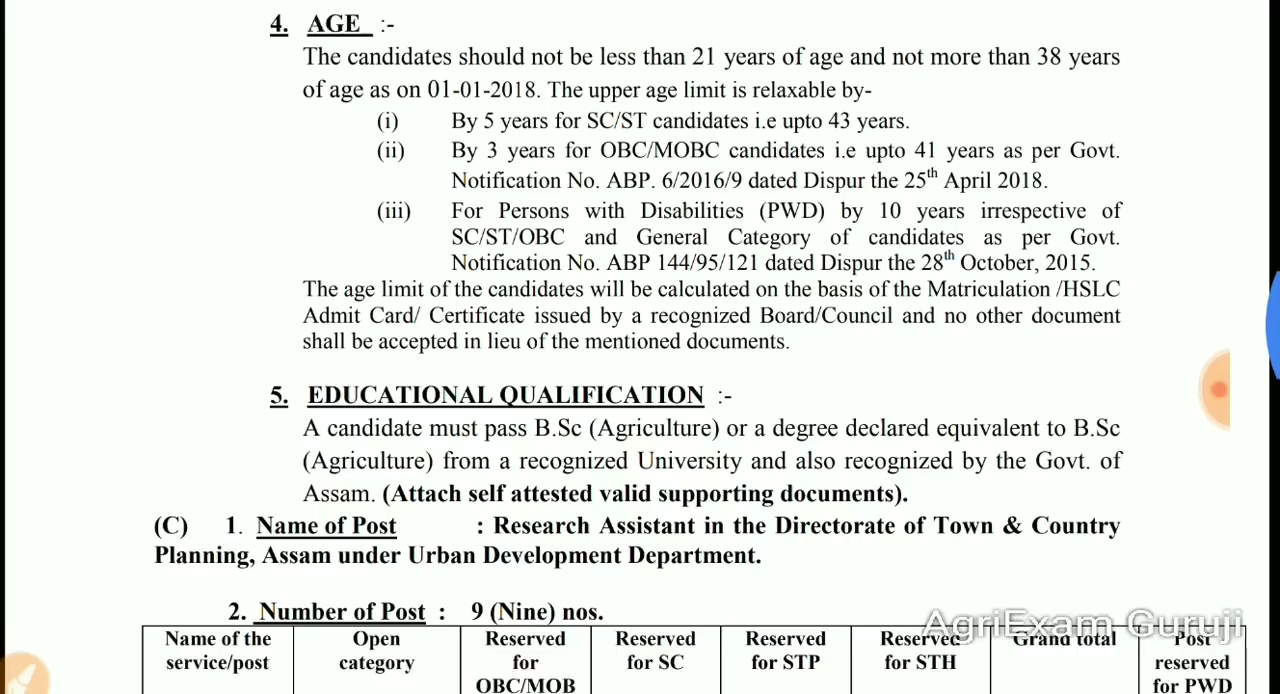 4. AGE :-
The candidates should not be less than 21 years of age and not more than 38 years
of age as on 01-01-2018. The upper age limit is relaxable by-
(i) By 5 years for SC/ST candidates i.e upto 43 years.
(ii) By 3 years for OBC/MOBC candidates i.e upto 41 years as per Govt.
Notification No. ABP. 6/2016/9 dated Dispur the 25th April 2018.
(iii) For Persons with Disabilities (PWD) by 10 years irrespective of
SC/ST/OBC and General Category of candidates as per Govt.
Notification No. ABP 144/95/121 dated Dispur the 28th October, 2015.
The age limit of the candidates will be calculated on the basis of the Matriculation /HSLC
Admit Card/ Certificate issued by a recognized Board/Council and no other document
shall be accepted in lieu of the mentioned documents.
5. EDUCATIONAL QUALIFICATION :-
A candidate must pass B.Sc (Agriculture) or a degree declared equivalent to B.Sc
(Agriculture) from a recognized University and also recognized by the Govt. of
Assam. (Attach self attested valid supporting documents).
(C) 1. Name of Post : Research Assistant in the Directorate of Town & Country
Planning, Assam under Urban Development Department.
2. Number of Post : 9 (Nine) nos.
AgriExam Guruji
Name of the Open Reserved Reserved Reserved Reserved Grand total Post
service/post category for for SC for STP for STH reserved
OBC/MOB for PWD